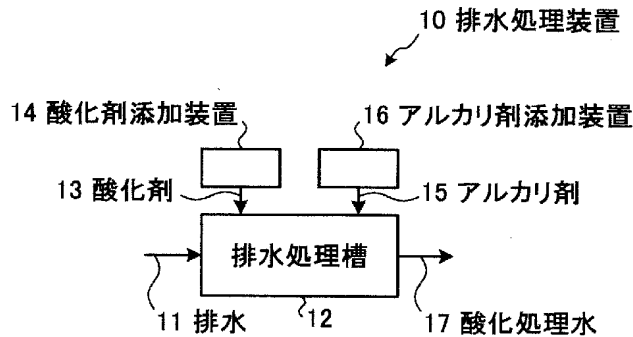 10 排水処理装置
14 酸化剤添加装置
16 アルカリ剤添加装置
13 酸化剤
15 アルカリ剤
排水処理槽
11 排水
12
17 酸化処理水